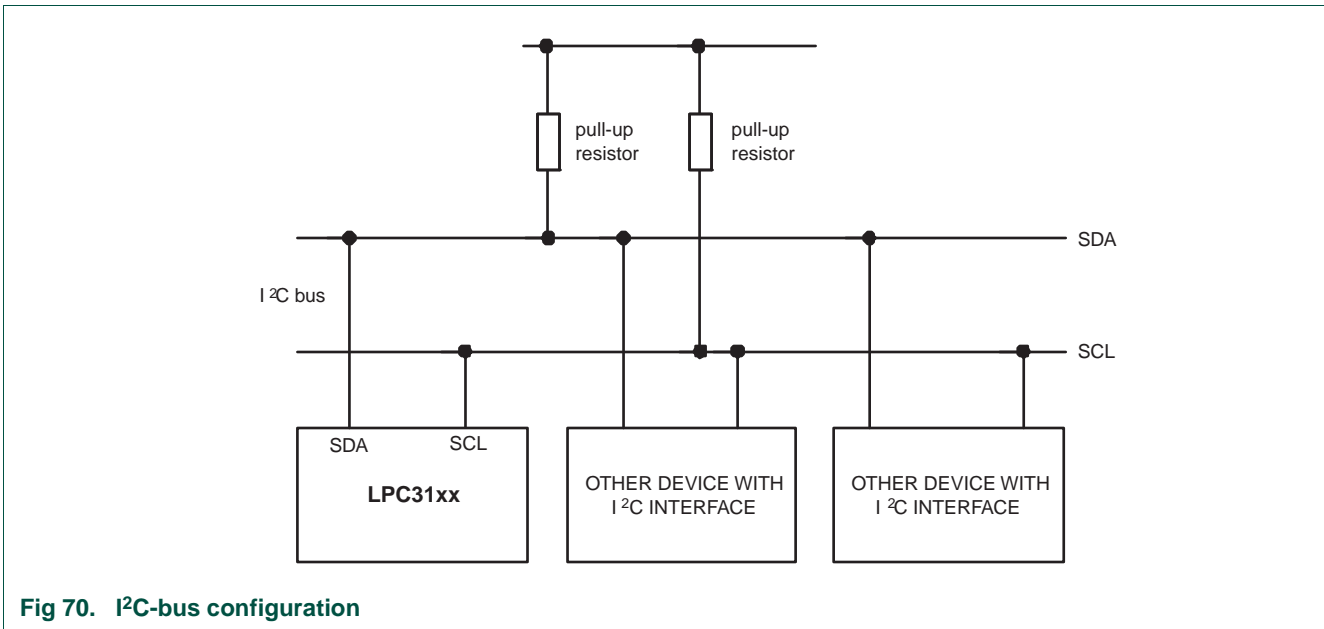 pull-up
resistor
pull-up
resistor
SDA
I ²C bus
SCL
SDA
SCL
LPC31xx
OTHER DEVICE WITH
I ²C INTERFACE
OTHER DEVICE WITH
I ²C INTERFACE
Fig 70. I²C-bus configuration